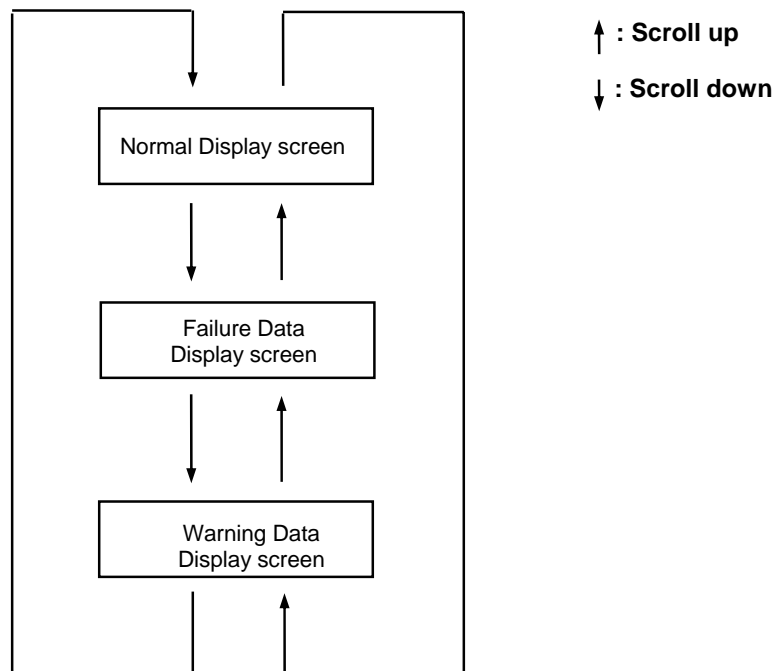 : Scroll up
: Scroll down
Normal Display screen
Failure Data
Display screen
Warning Data
Display screen